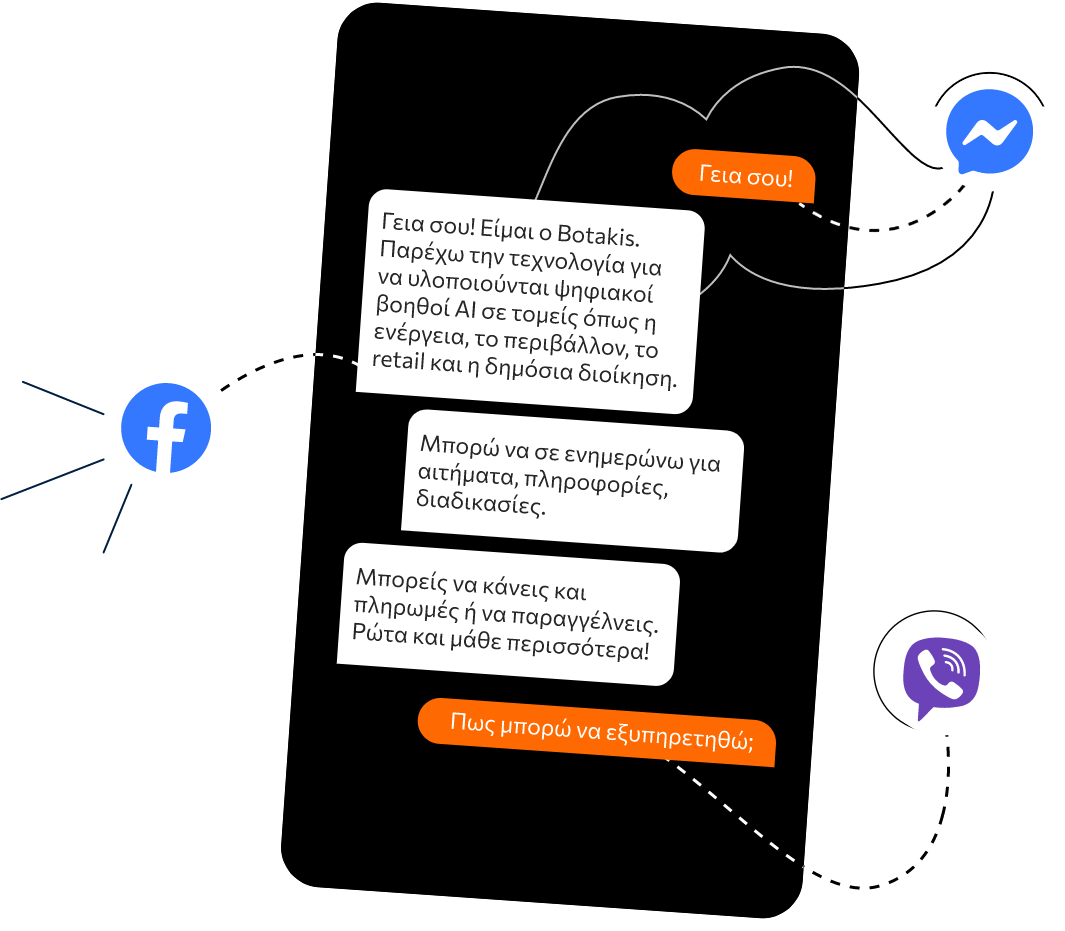 Γεια σου!
Γεια σου! Είμαι ο Botakis.
Παρέχω την τεχνολογία για
να υλοποιούνται ψηφιακοί
βοηθοί AI σε τομείς όπως η
ενέργεια, το περιβάλλον, το
retail και η δημόσια διοίκηση.
Μπορώ να σε ενημερώνω για
αιτήματα, πληροφορίες,
διαδικασίες.
Μπορείς να κάνεις και
πληρωμές ή να παραγγέλνεις.
Ρώτα και μάθε περισσότερα!
Πως μπορώ να εξυπηρετηθώ;